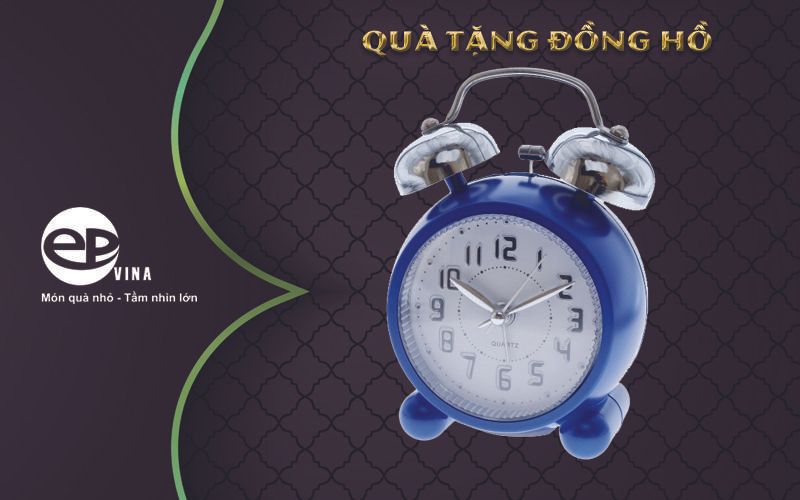 QUÀ TẶNG ĐỒNG HỒ
ep
VINA
Món quà nhỏ - Tầm nhìn lớn
11 12 1
10 2
9 3
8 4
7 6 5
QUARTZ